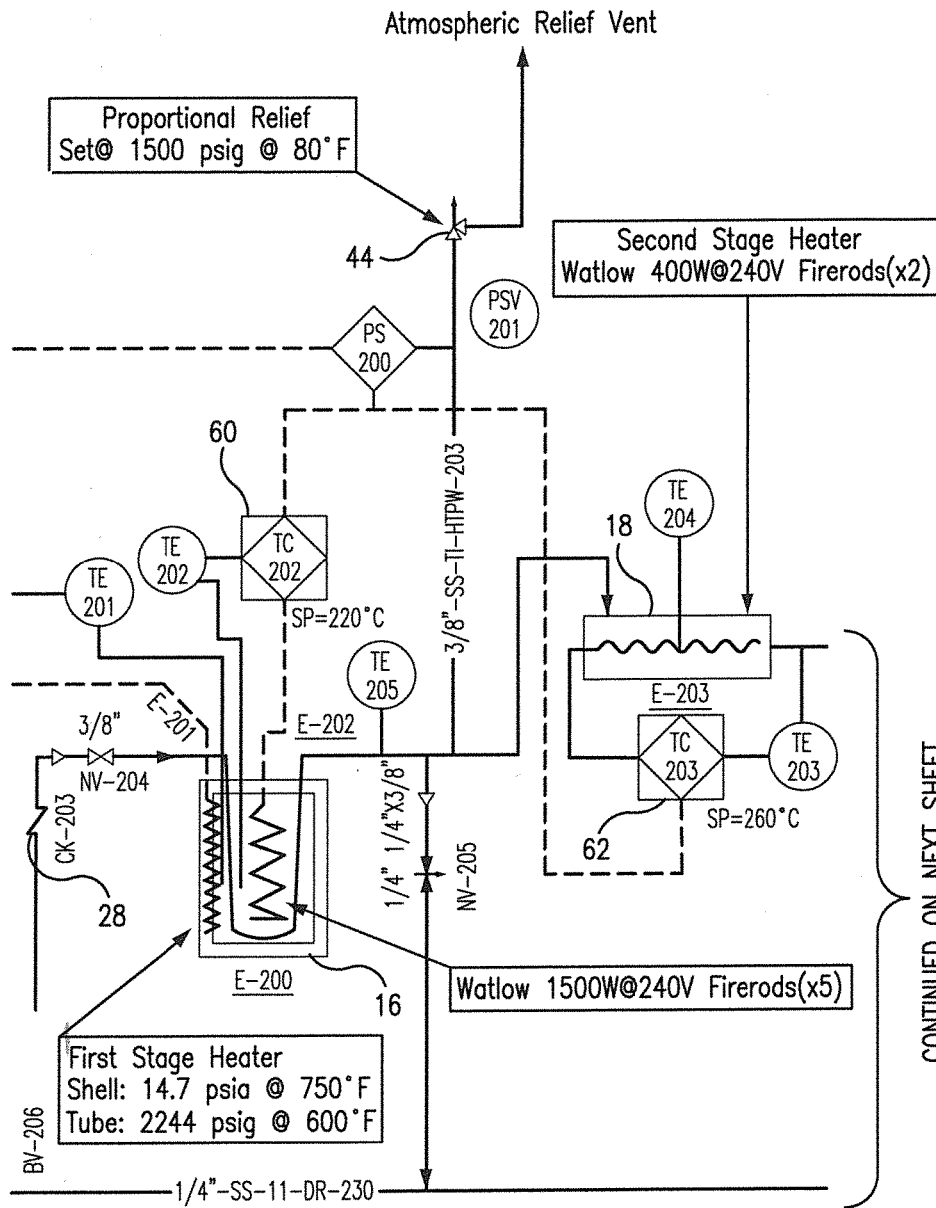 Atmospheric Relief Vent
Proportional Relief
Set@ 1500 psig @ 80°F
44
Second Stage Heater
Watlow 400W@240V Firerods(x2)
PSV
201
PS
200
60
3/8"-SS-TI-HTPW-203
TE
204
18
TE
202
TC
202
TE
201
SP=220°C
TE
205
E-203
E-201
E-202
3/8"
NV-204
TC
203
TE
203
SP=260°C
62
CK-203
28
1/4"X3/8"
1/4"
NV-205
E-200
16
Watlow 1500W@240V Firerods(x5)
First Stage Heater
Shell: 14.7 psia @ 750°F
Tube: 2244 psig @ 600°F
BV-206
1/4"-SS-11-DR-230
CONTINUED ON NEXT SHEET